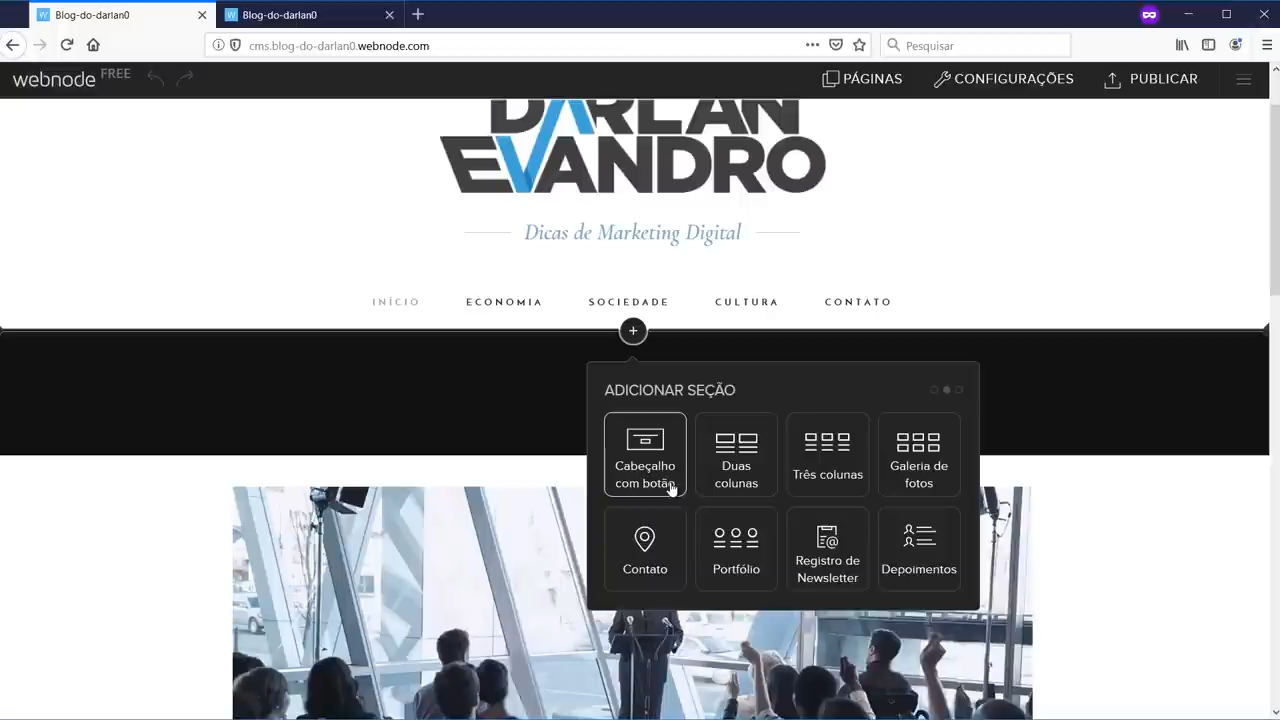 Blog-do-darlan0
Blog-do-darlan0
cms.blog-do-darlan0.webnode.com
Pesquisar
webnode FREE
PÁGINAS
CONFIGURAÇÕES
PUBLICAR
DARLAN
EVANDRO
Dicas de Marketing Digital
INÍCIO
ECONOMIA
SOCIEDADE
CULTURA
CONTATO
ADICIONAR SEÇÃO
Cabeçalho
com botão
Duas
colunas
Três colunas
Galeria de
fotos
Contato
Portfólio
Registro de
Newsletter
Depoimentos